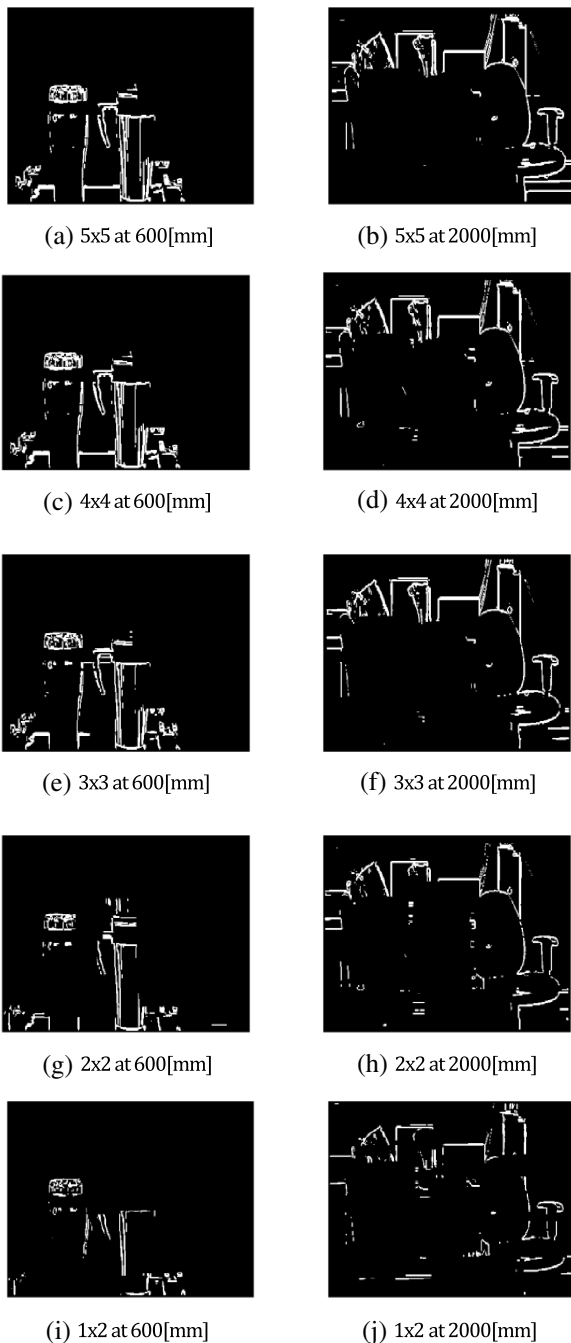 (a) 5x5 at 600[mm]
(b) 5x5 at 2000[mm]
(c) 4x4 at 600[mm]
(d) 4x4 at 2000[mm]
(e) 3x3 at 600[mm]
(f) 3x3 at 2000[mm]
(g) 2x2 at 600[mm]
(h) 2x2 at 2000[mm]
(i) 1x2 at 600[mm]
(j) 1x2 at 2000[mm]